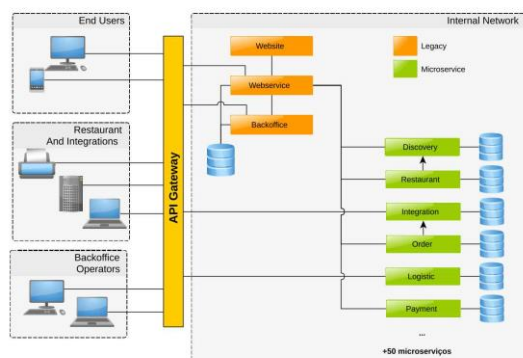 End Users
Restaurant
And Integrations
Backoffice
Operators
API Gateway
Internal Network
Website
Webservice
Backoffice
Legacy
Microservice
Discovery
Restaurant
Integration
Order
Logistic
Payment
...
+50 microserviços